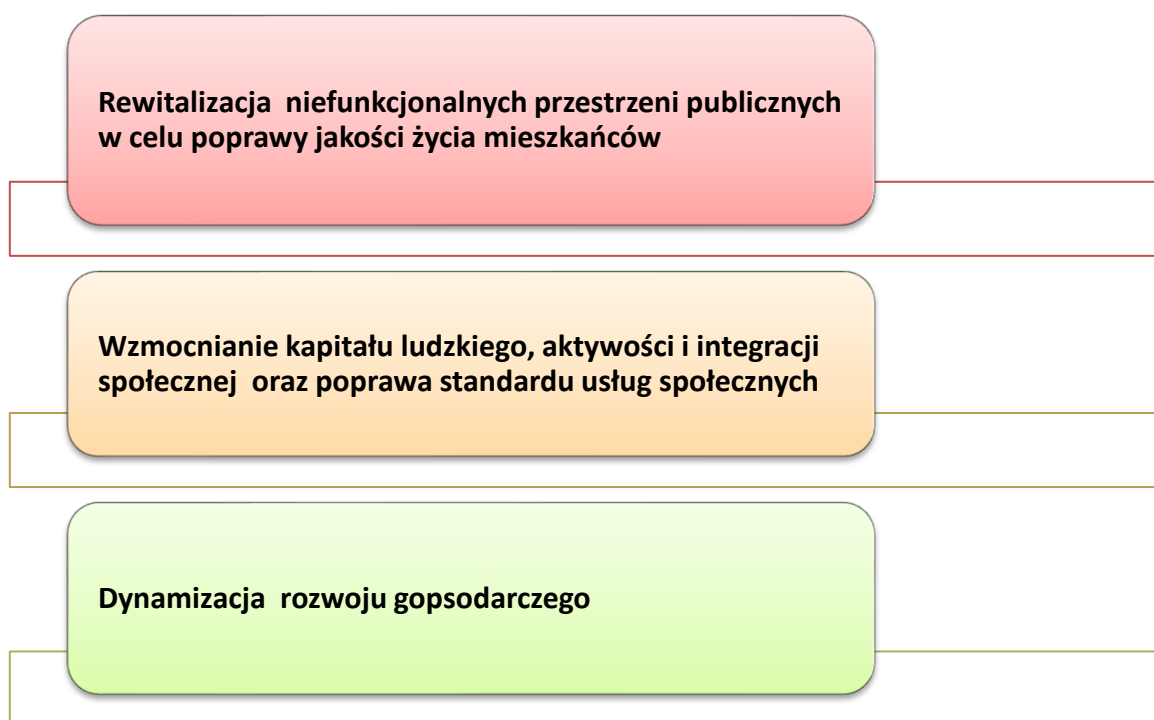 Rewitalizacja  niefunkcjonalnych przestrzeni publicznych
w celu poprawy jakości życia mieszkańców
Wzmocnianie kapitału ludzkiego, aktywości i integracji
społecznej  oraz poprawa standardu usług społecznych
Dynamizacja  rozwoju gopsodarczego